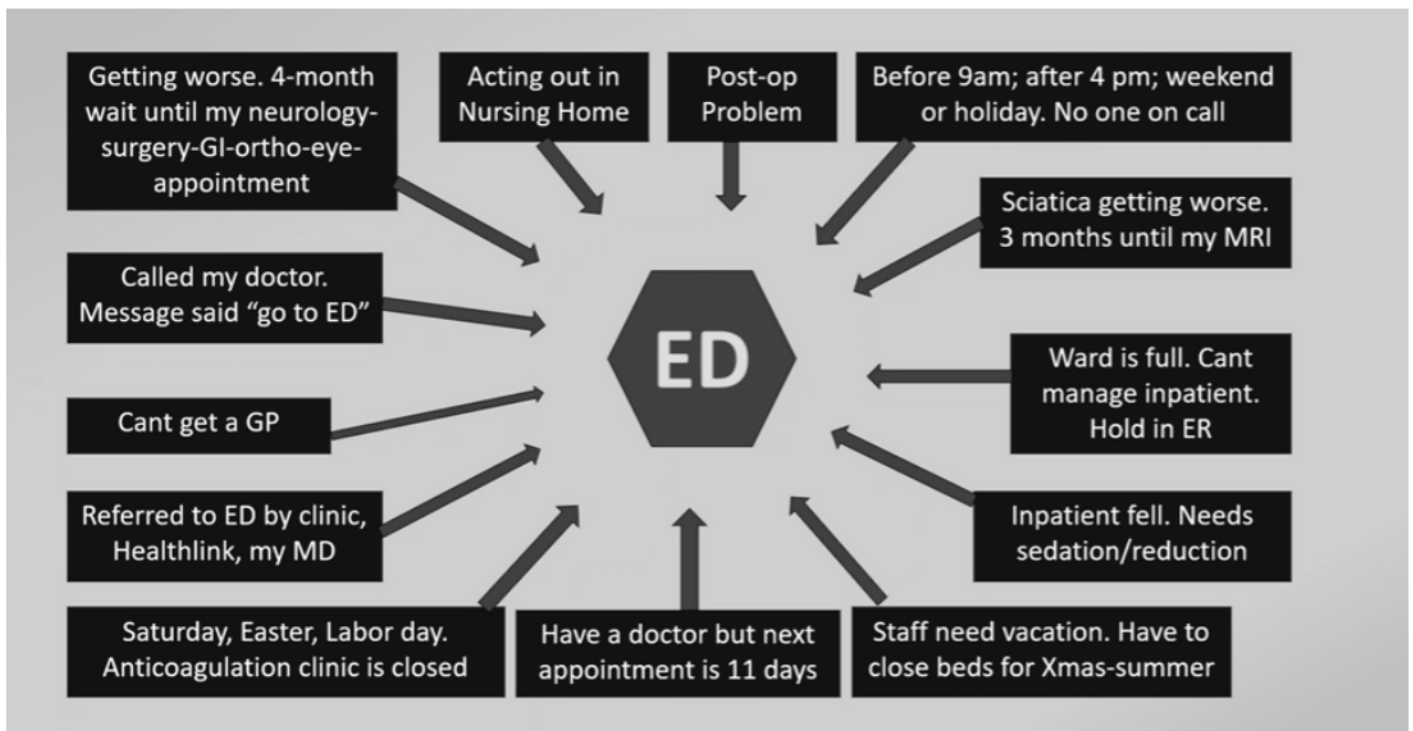 Getting worse. 4-month
wait until my neurology-
surgery-GI-ortho-eye-
appointment
Acting out in
Nursing Home
Post-op
Problem
Before 9am; after 4 pm; weekend
or holiday. No one on call
Sciatica getting worse.
3 months until my MRI
Called my doctor.
Message said “go to ED”
ED
Ward is full. Cant
manage inpatient.
Hold in ER
Cant get a GP
Referred to ED by clinic,
Healthlink, my MD
Inpatient fell. Needs
sedation/reduction
Saturday, Easter, Labor day.
Anticoagulation clinic is closed
Have a doctor but next
appointment is 11 days
Staff need vacation. Have to
close beds for Xmas-summer